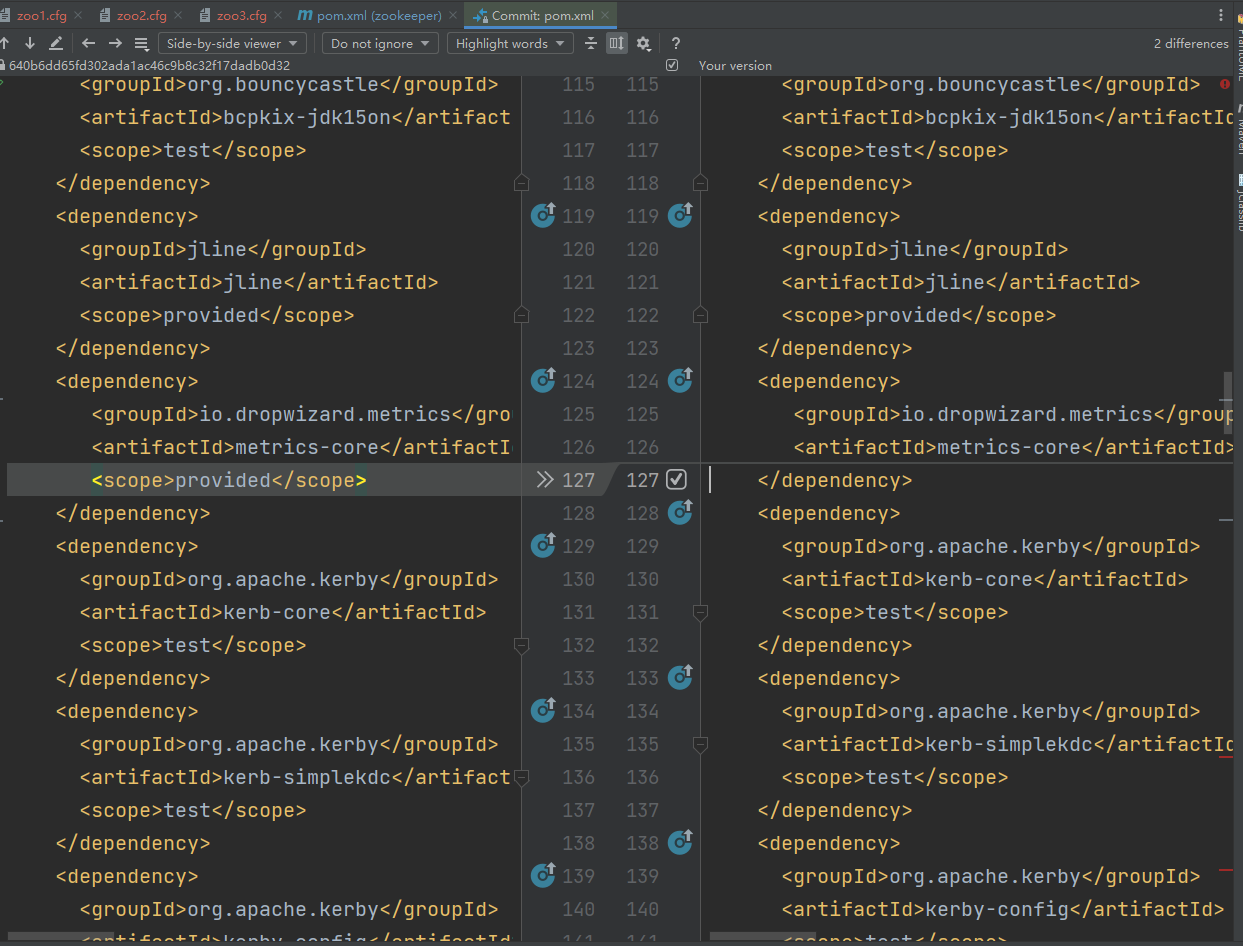 zoo1.cfg zoo2.cfg zoo3.cfg m pom.xml (zookeeper) Commit: pom.xml
Side-by-side viewer Do not ignore Highlight words ? 2 differences
640b6dd65fd302ada1ac46c9b8c32f17dadb0d32 Your version
<groupId>org.bouncycastle</groupId> 115 115 <groupId>org.bouncycastle</groupId>
<artifactId>bcpkix-jdk15on</artifact 116 116 <artifactId>bcpkix-jdk15on</artifactId
<scope>test</scope> 117 117 <scope>test</scope>
</dependency> 118 118 </dependency>
<dependency> 119 119 <dependency>
<groupId>jline</groupId> 120 120 <groupId>jline</groupId>
<artifactId>jline</artifactId> 121 121 <artifactId>jline</artifactId>
<scope>provided</scope> 122 122 <scope>provided</scope>
</dependency> 123 123 </dependency>
<dependency> 124 124 <dependency>
<groupId>io.dropwizard.metrics</gro 125 125 <groupId>io.dropwizard.metrics</group
<artifactId>metrics-core</artifactI 126 126 <artifactId>metrics-core</artifactId>
<scope>provided</scope> 127 127 </dependency>
</dependency> 128 128 <dependency>
<dependency> 129 129 <groupId>org.apache.kerby</groupId>
<groupId>org.apache.kerby</groupId> 130 130 <artifactId>kerb-core</artifactId>
<artifactId>kerb-core</artifactId> 131 131 <scope>test</scope>
<scope>test</scope> 132 132 </dependency>
</dependency> 133 133 <dependency>
<dependency> 134 134 <groupId>org.apache.kerby</groupId>
<groupId>org.apache.kerby</groupId> 135 135 <artifactId>kerb-simplekdc</artifactId
<artifactId>kerb-simplekdc</artifact 136 136 <scope>test</scope>
<scope>test</scope> 137 137 </dependency>
</dependency> 138 138 <dependency>
<dependency> 139 139 <groupId>org.apache.kerby</groupId>
<groupId>org.apache.kerby</groupId> 140 140 <artifactId>kerby-config</artifactId>
<artifactId>kerby-config</artifactId 141 141 <scope>test</scope>
Maven